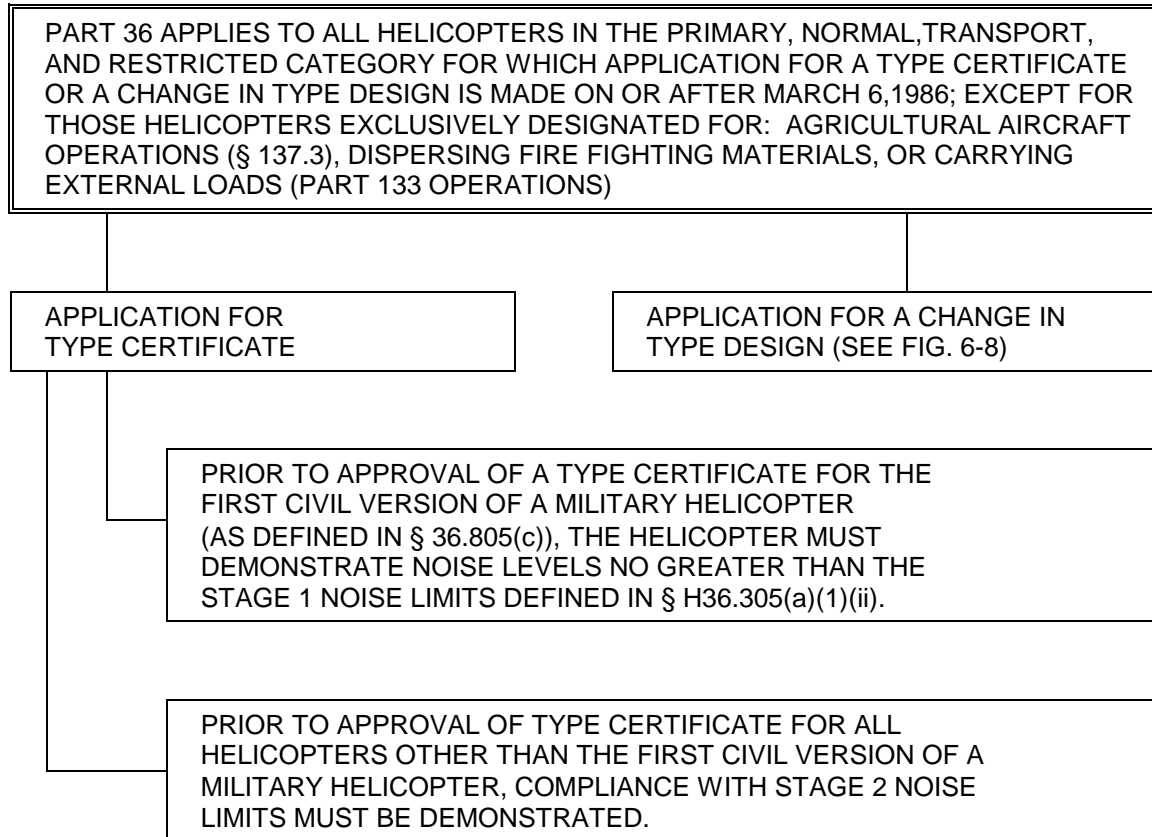 PART 36 APPLIES TO ALL HELICOPTERS IN THE PRIMARY, NORMAL,TRANSPORT,
AND RESTRICTED CATEGORY FOR WHICH APPLICATION FOR A TYPE CERTIFICATE
OR A CHANGE IN TYPE DESIGN IS MADE ON OR AFTER MARCH 6,1986; EXCEPT FOR
THOSE HELICOPTERS EXCLUSIVELY DESIGNATED FOR: AGRICULTURAL AIRCRAFT
OPERATIONS (§ 137.3), DISPERSING FIRE FIGHTING MATERIALS, OR CARRYING
EXTERNAL LOADS (PART 133 OPERATIONS)
APPLICATION FOR
TYPE CERTIFICATE
APPLICATION FOR A CHANGE IN
TYPE DESIGN (SEE FIG. 6-8)
PRIOR TO APPROVAL OF A TYPE CERTIFICATE FOR THE
FIRST CIVIL VERSION OF A MILITARY HELICOPTER
(AS DEFINED IN § 36.805(c)), THE HELICOPTER MUST
DEMONSTRATE NOISE LEVELS NO GREATER THAN THE
STAGE 1 NOISE LIMITS DEFINED IN § H36.305(a)(1)(ii).
PRIOR TO APPROVAL OF TYPE CERTIFICATE FOR ALL
HELICOPTERS OTHER THAN THE FIRST CIVIL VERSION OF A
MILITARY HELICOPTER, COMPLIANCE WITH STAGE 2 NOISE
LIMITS MUST BE DEMONSTRATED.